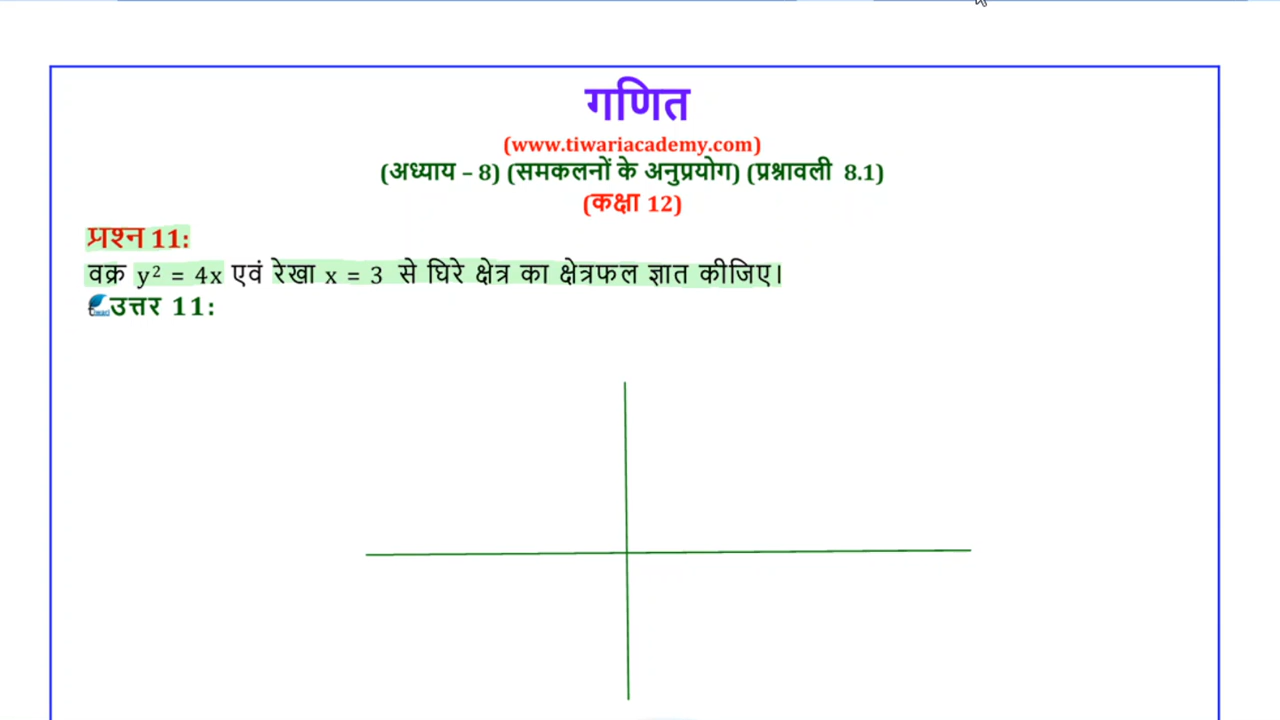 गणित
(www.tiwariacademy.com)
(अध्याय – 8) (समकलनों के अनुप्रयोग) (प्रश्नावली 8.1)
(कक्षा 12)
प्रश्न 11:
वक्र y² = 4x एवं रेखा x = 3 से घिरे क्षेत्र का क्षेत्रफल ज्ञात कीजिए।
उत्तर 11: